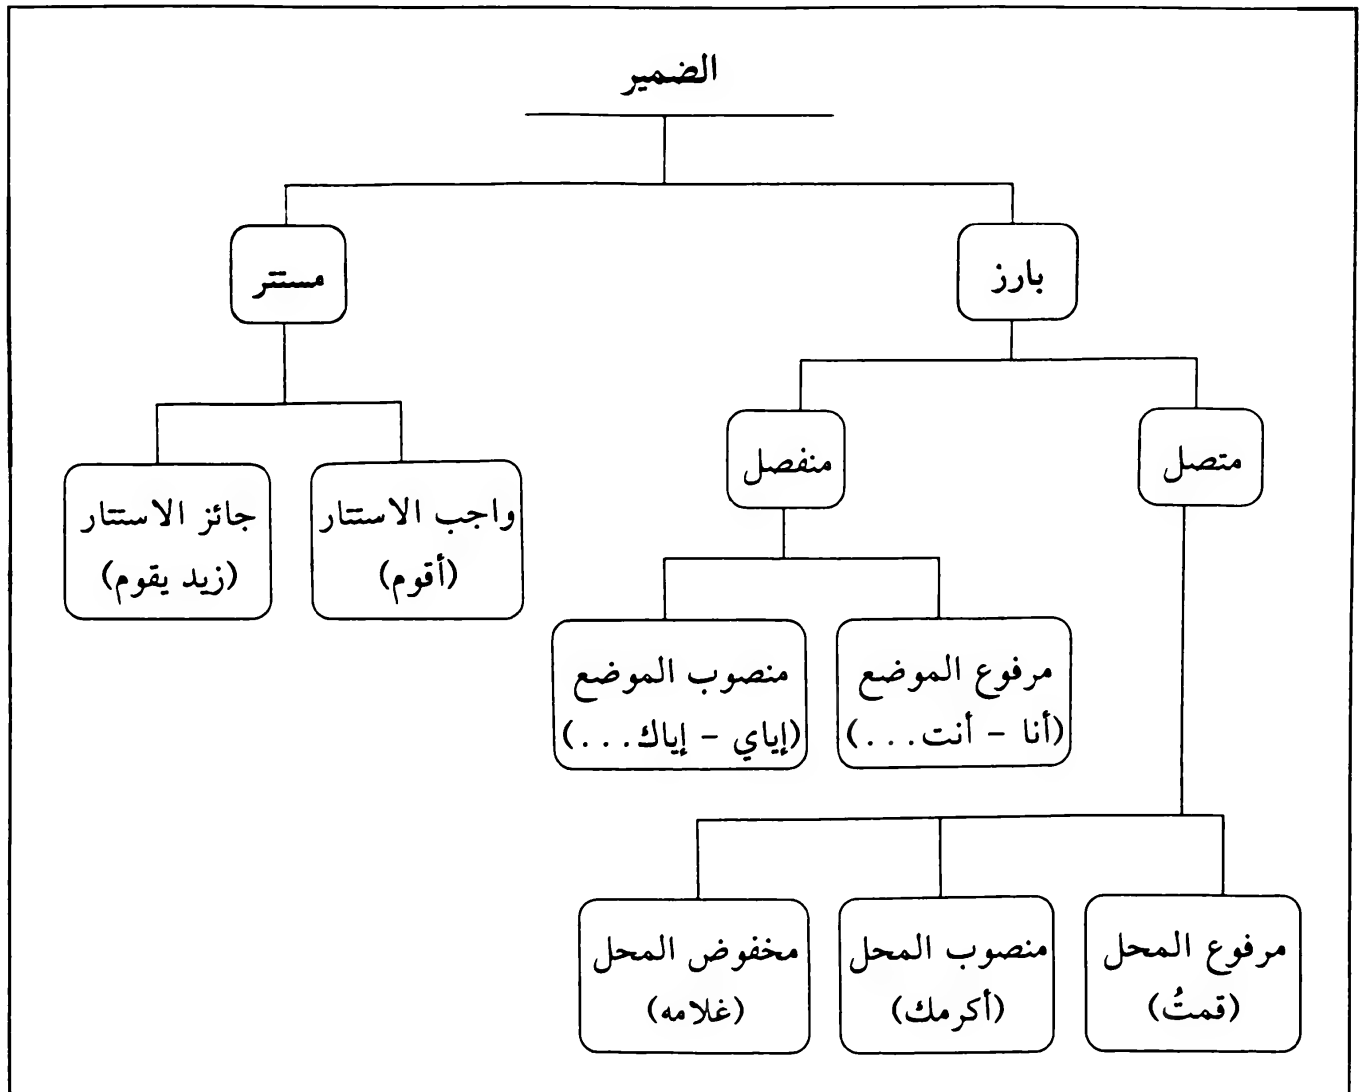 الضمير
بارز
مستتر
متصل
منفصل
واجب الاستتار
(أقوم)
جائز الاستتار
(زيد يقوم)
مرفوع الموضع
(أنا - أنت...)
منصوب الموضع
(إياي - إياك...)
مرفوع المحل
(قمتُ)
منصوب المحل
(أكرمك)
مخفوض المحل
(غلامه)